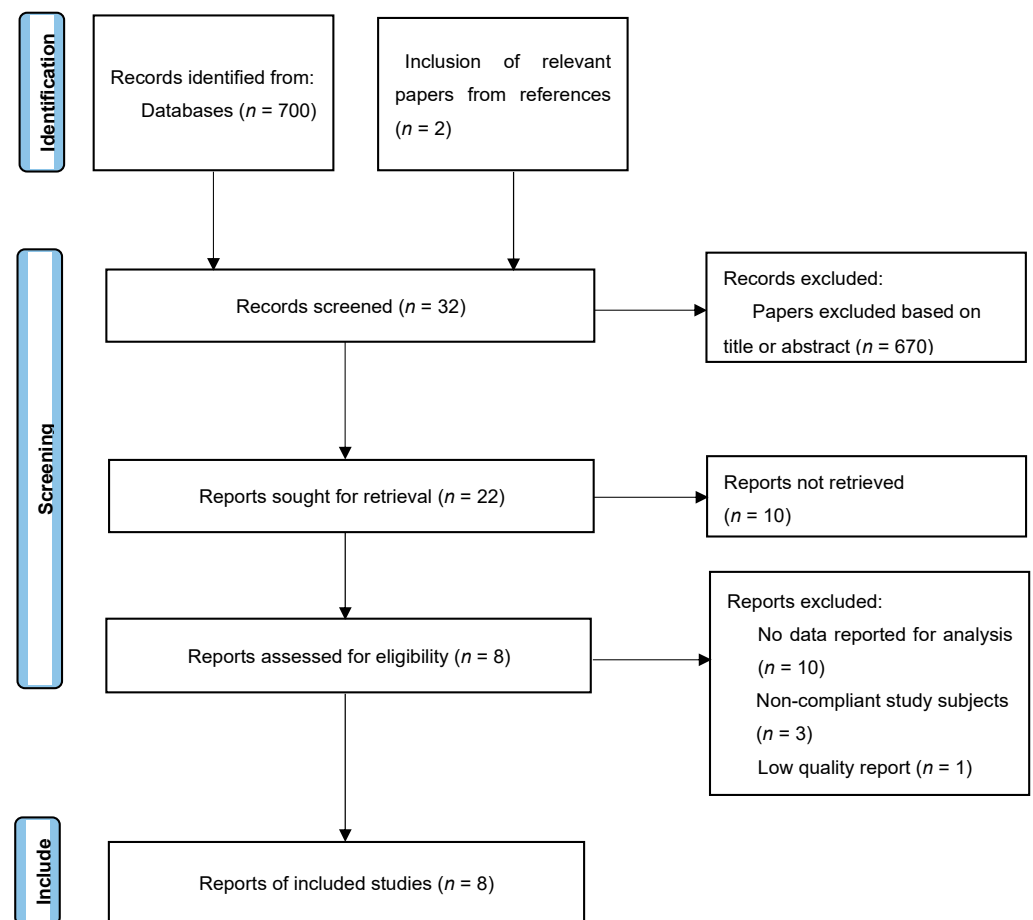 Identification
Records identified from:
Databases (n = 700)
Inclusion of relevant
papers from references
(n = 2)
Screening
Records screened (n = 32)
Records excluded:
Papers excluded based on
title or abstract (n = 670)
Reports sought for retrieval (n = 22)
Reports not retrieved
(n = 10)
Reports assessed for eligibility (n = 8)
Reports excluded:
No data reported for analysis
(n = 10)
Non-compliant study subjects
(n = 3)
Low quality report (n = 1)
Include
Reports of included studies (n = 8)